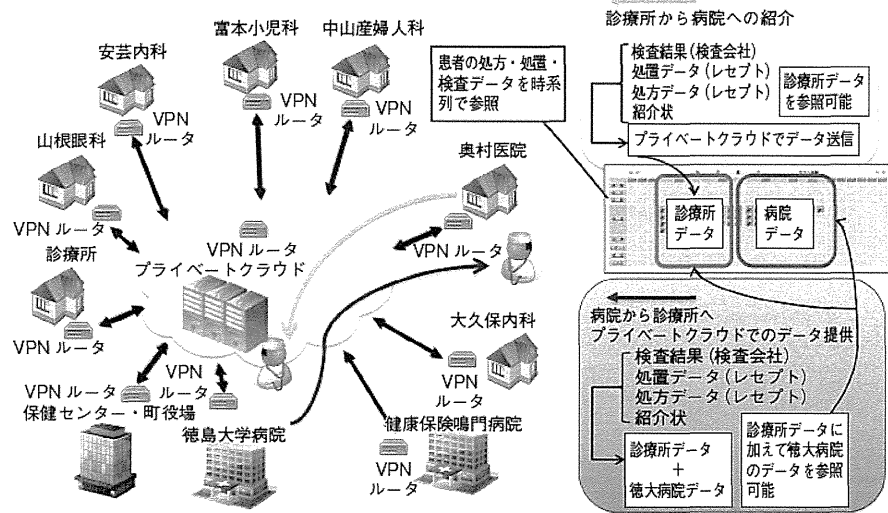 富本小児科
中山産婦人科
安芸内科
VPN
ルータ
VPN
ルータ
VPN
ルータ
山根眼科
VPN
ルータ
奥村医院
VPN ルータ
診療所
VPN
ルータ
VPN ルータ
プライベートクラウド
大久保内科
VPN
ルータ
VPN ルータ
保健センター・町役場
VPN
ルータ
徳島大学病院
健康保険鳴門病院
VPN
ルータ
患者の処方・処置・
検査データを時系
列で参照
診療所から病院への紹介
検査結果(検査会社)
処置データ(レセプト)
処方データ(レセプト)
紹介状
診療所データ
を参照可能
プライベートクラウドでデータ送信
診療所
データ
病院
データ
病院から診療所へ
プライベートクラウドでのデータ提供
検査結果(検査会社)
処置データ(レセプト)
処方データ(レセプト)
紹介状
診療所データ
+
徳大病院データ
診療所データに
加えて徳大病院
のデータを参照
可能